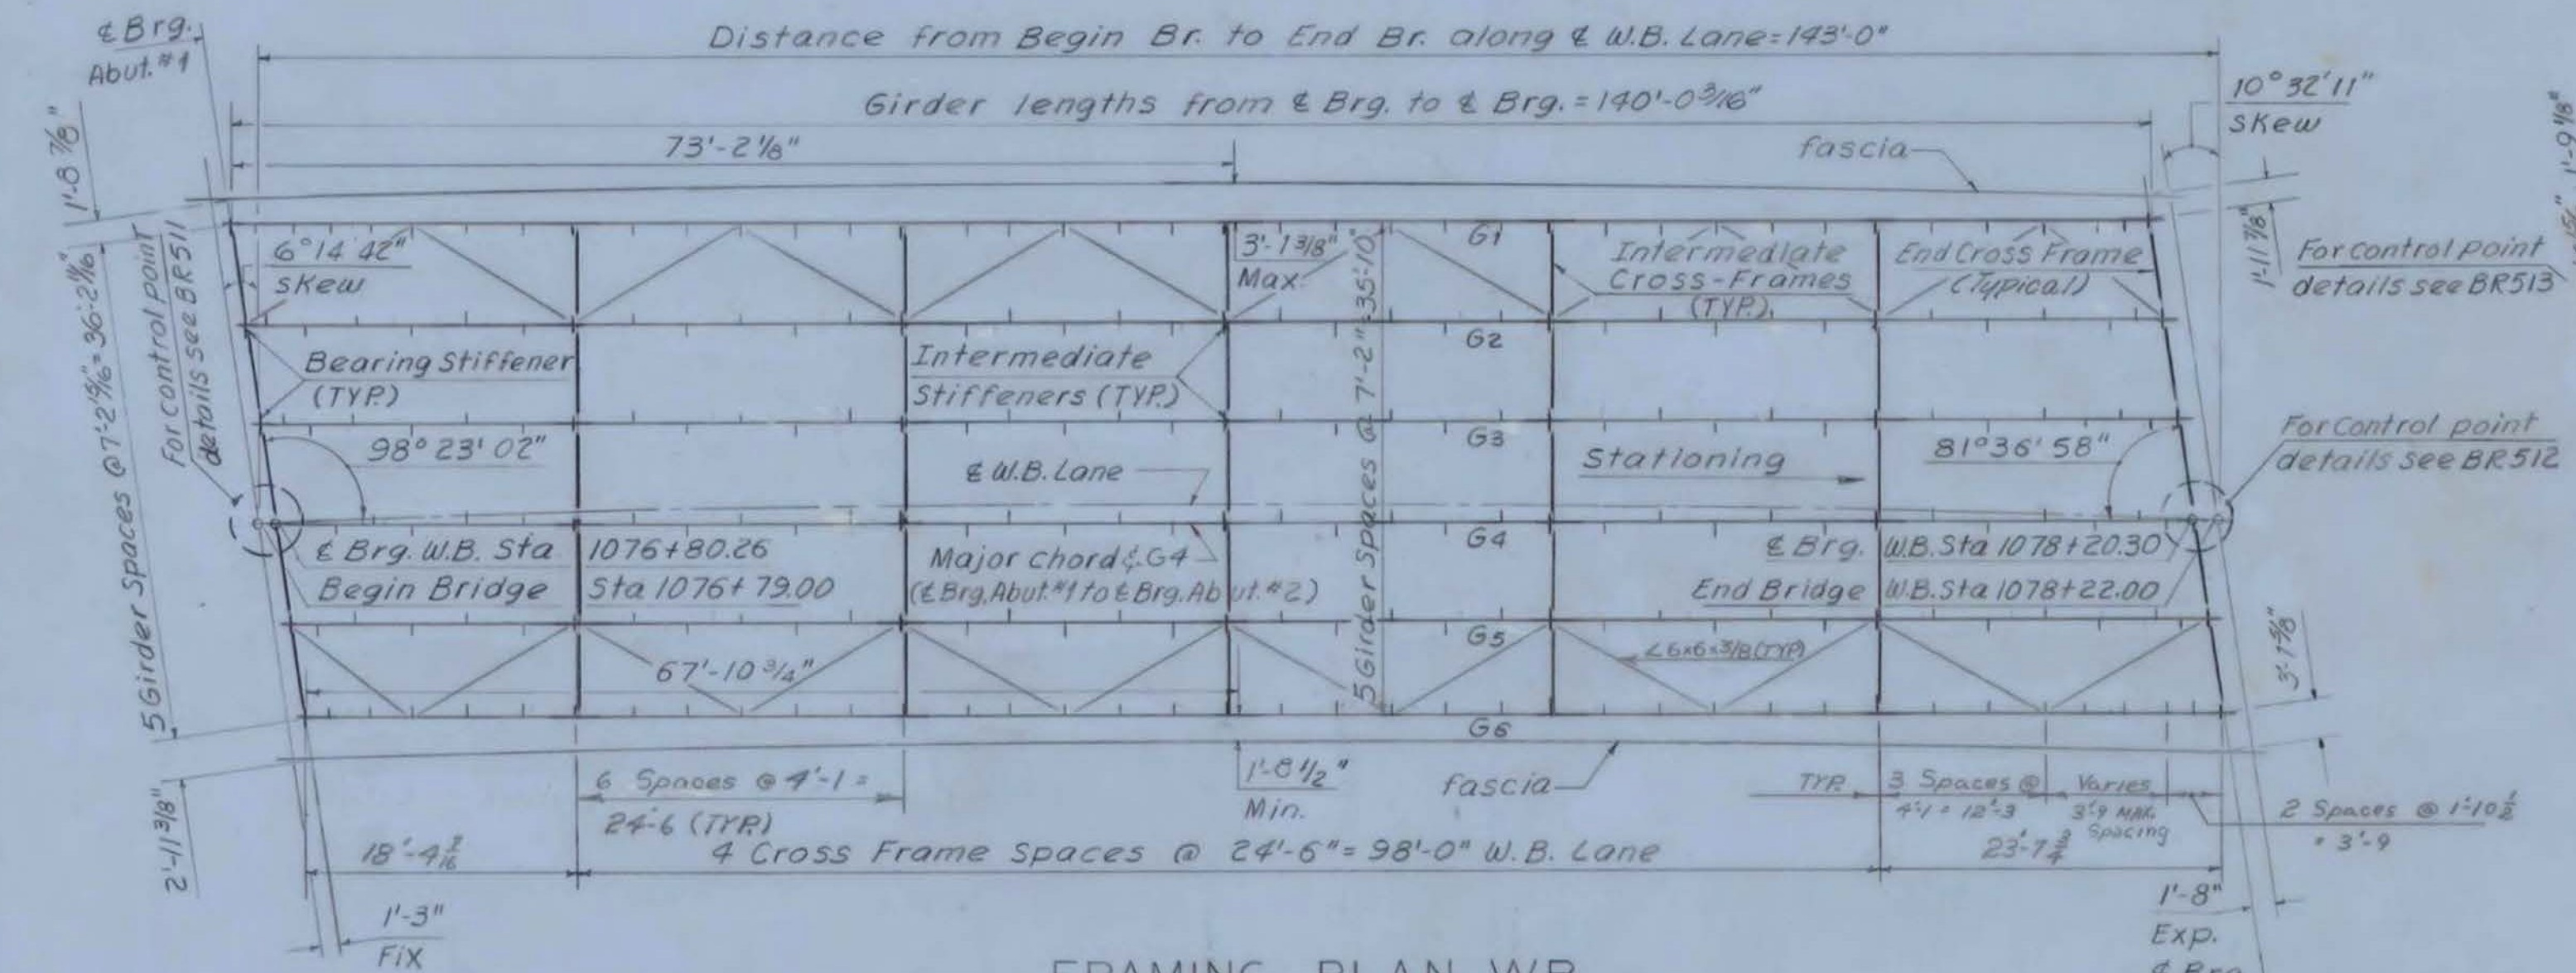 ℄ Brg.
Abut. #1
Distance from Begin Br. to End Br. along ℄ W.B. Lane = 143'-0"
Girder lengths from ℄ Brg. to ℄ Brg. = 140'-0 3/16"
73'-2 1/8"
10° 32' 11"
skew
fascia
1'-8 7/8"
5 Girder Spaces @ 7'-2 15/16" = 36'-2 11/16"
For control point
details see BR511
6° 14' 42"
skew
3'-1 3/8"
Max.
G1
Intermediate
Cross-Frames
(TYP.)
End Cross Frame
(Typical)
1'-11 7/8"
For control point
details see BR513
1'-9 1/8"
Bearing Stiffener
(TYP.)
Intermediate
Stiffeners (TYP.)
5 Girder Spaces @ 7'-2" = 35'-10"
G2
98° 23' 02"
℄ W.B. Lane
G3
Stationing
81° 36' 58"
For Control point
details see BR512
℄ Brg. W.B. Sta 1076+80.26
Begin Bridge Sta 1076+79.00
Major chord ℄ G4
(℄ Brg. Abut. #1 to ℄ Brg. Abut. #2)
G4
℄ Brg. W.B. Sta 1078+20.30
End Bridge W.B. Sta 1078+22.00
67'-10 3/4"
G5
∠ 6x6x3/8 (TYP)
3'-1 5/8"
G6
6 Spaces @ 4'-1 =
24'-6 (TYP.)
1'-8 1/2"
Min.
fascia
TYP.
3 Spaces @
4'-1 = 12'-3
Varies
3'-9 MAX.
Spacing
2 Spaces @ 1'-10 1/2
= 3'-9
2'-11 3/8"
18'-4
4 Cross Frame Spaces @ 24'-6" = 98'-0" W.B. Lane
23'-7 3/4
1'-3"
Fix
1'-8"
Exp.
℄ Brg.
FRAMING PLAN WB